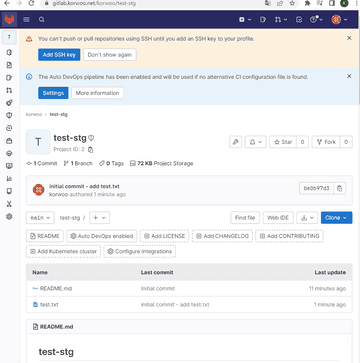 gitlab.korwoo.net/korwoo/test-stg
You can't push or pull repositories using SSH until you add an SSH key to your profile.
Add SSH key
Don't show again
The Auto DevOps pipeline has been enabled and will be used if no alternative CI configuration file is found.
Settings
More information
korwoo › test-stg
T
test-stg
Project ID: 2
Star 0
Fork 0
1 Commit 1 Branch 0 Tags 72 KB Project Storage
initial commit - add test.txt
korwoo authored 1 minute ago
be0b97d3
main
test-stg / +
Find file
Web IDE
Clone
README
Auto DevOps enabled
Add LICENSE
Add CHANGELOG
Add CONTRIBUTING
Add Kubernetes cluster
Configure Integrations
Name Last commit Last update
README.md Initial commit 11 minutes ago
test.txt initial commit - add test.txt 1 minute ago
README.md
test-stg